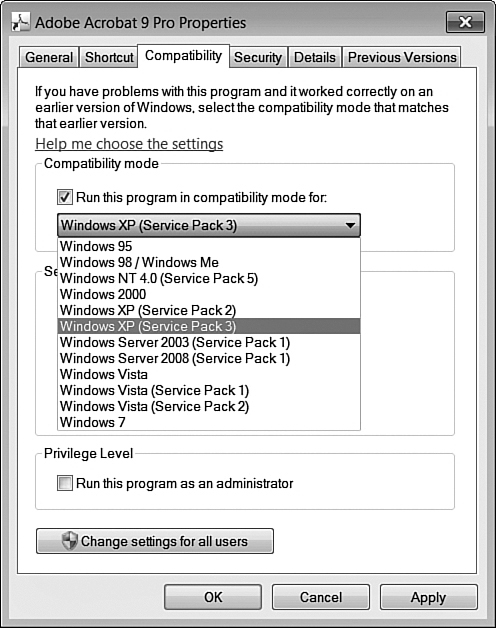 Adobe Acrobat 9 Pro Properties
General Shortcut Compatibility Security Details Previous Versions
If you have problems with this program and it worked correctly on an
earlier version of Windows, select the compatibility mode that matches
that earlier version.
Help me choose the settings
Compatibility mode
Run this program in compatibility mode for:
Windows XP (Service Pack 3)
Windows 95
Windows 98 / Windows Me
Windows NT 4.0 (Service Pack 5)
Windows 2000
Windows XP (Service Pack 2)
Windows XP (Service Pack 3)
Windows Server 2003 (Service Pack 1)
Windows Server 2008 (Service Pack 1)
Windows Vista
Windows Vista (Service Pack 1)
Windows Vista (Service Pack 2)
Windows 7
Se
Privilege Level
Run this program as an administrator
Change settings for all users
OK Cancel Apply